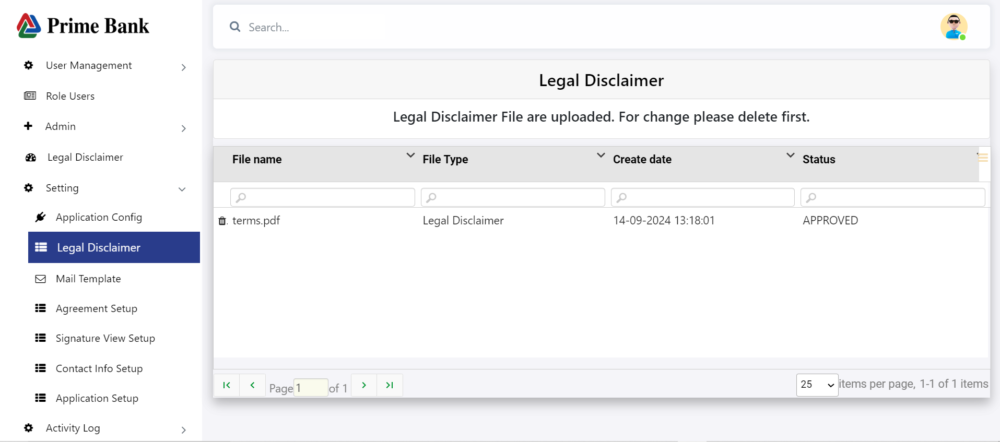 Prime Bank
Search...
User Management
Role Users
Admin
Legal Disclaimer
Setting
Application Config
Legal Disclaimer
Mail Template
Agreement Setup
Signature View Setup
Contact Info Setup
Application Setup
Activity Log
Legal Disclaimer
Legal Disclaimer File are uploaded. For change please delete first.
File name File Type Create date Status
terms.pdf Legal Disclaimer 14-09-2024 13:18:01 APPROVED
Page 1 of 1 25 items per page, 1-1 of 1 items